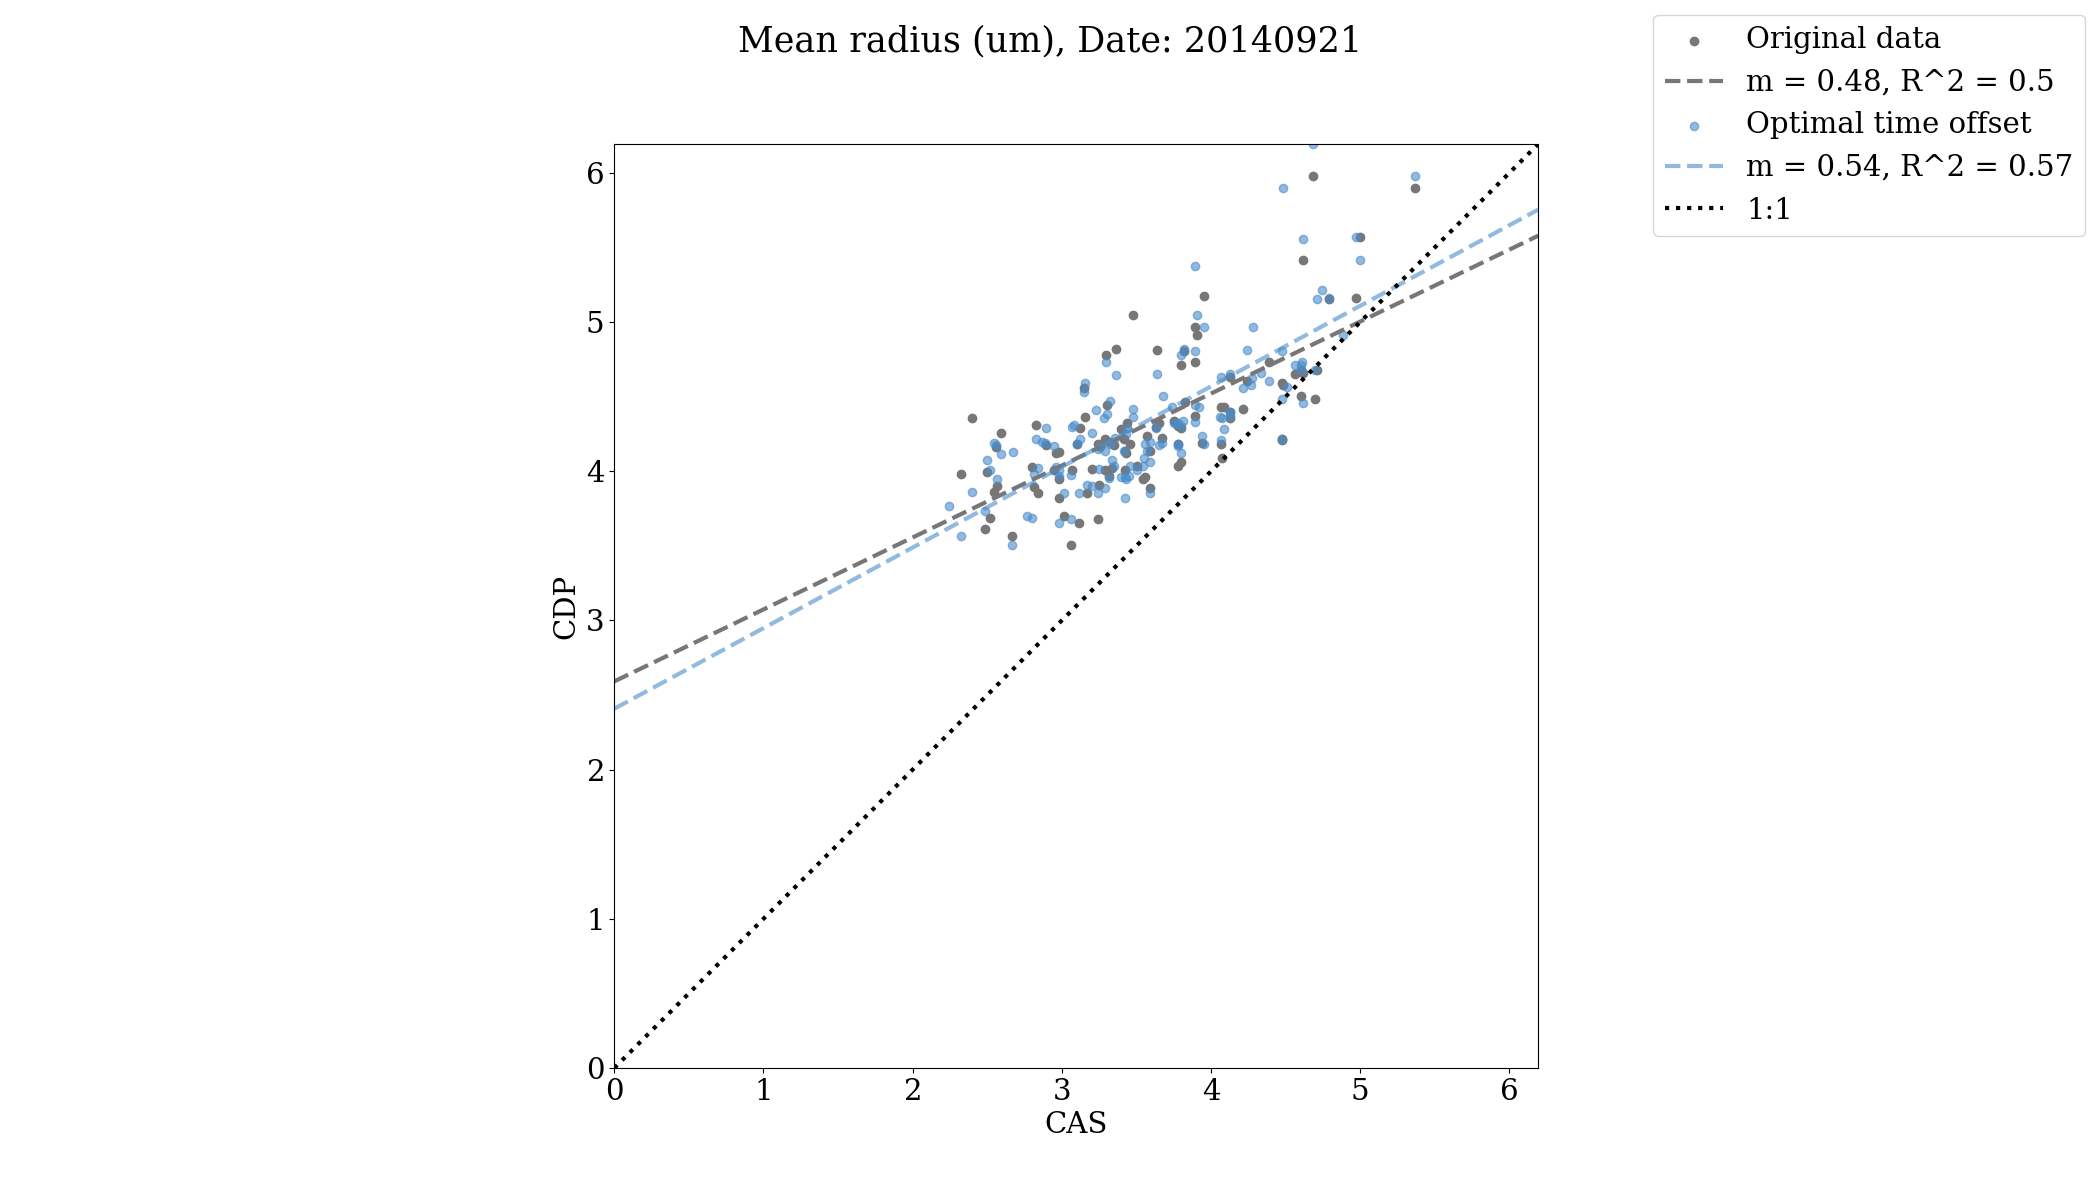 Mean radius (um), Date: 20140921
Original data
m = 0.48, R^2 = 0.5
Optimal time offset
m = 0.54, R^2 = 0.57
1:1
6
5
4
3
2
1
0
CDP
0 1 2 3 4 5 6
CAS